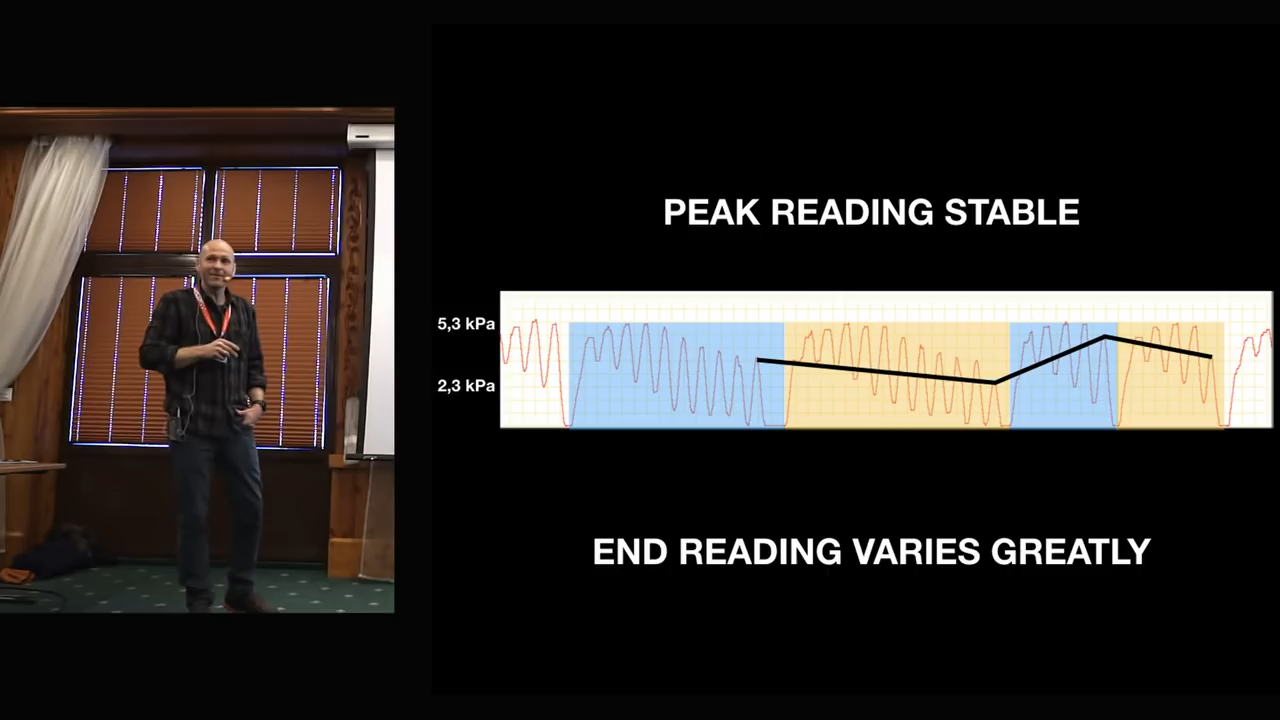 PEAK READING STABLE
5,3 kPa
2,3 kPa
END READING VARIES GREATLY